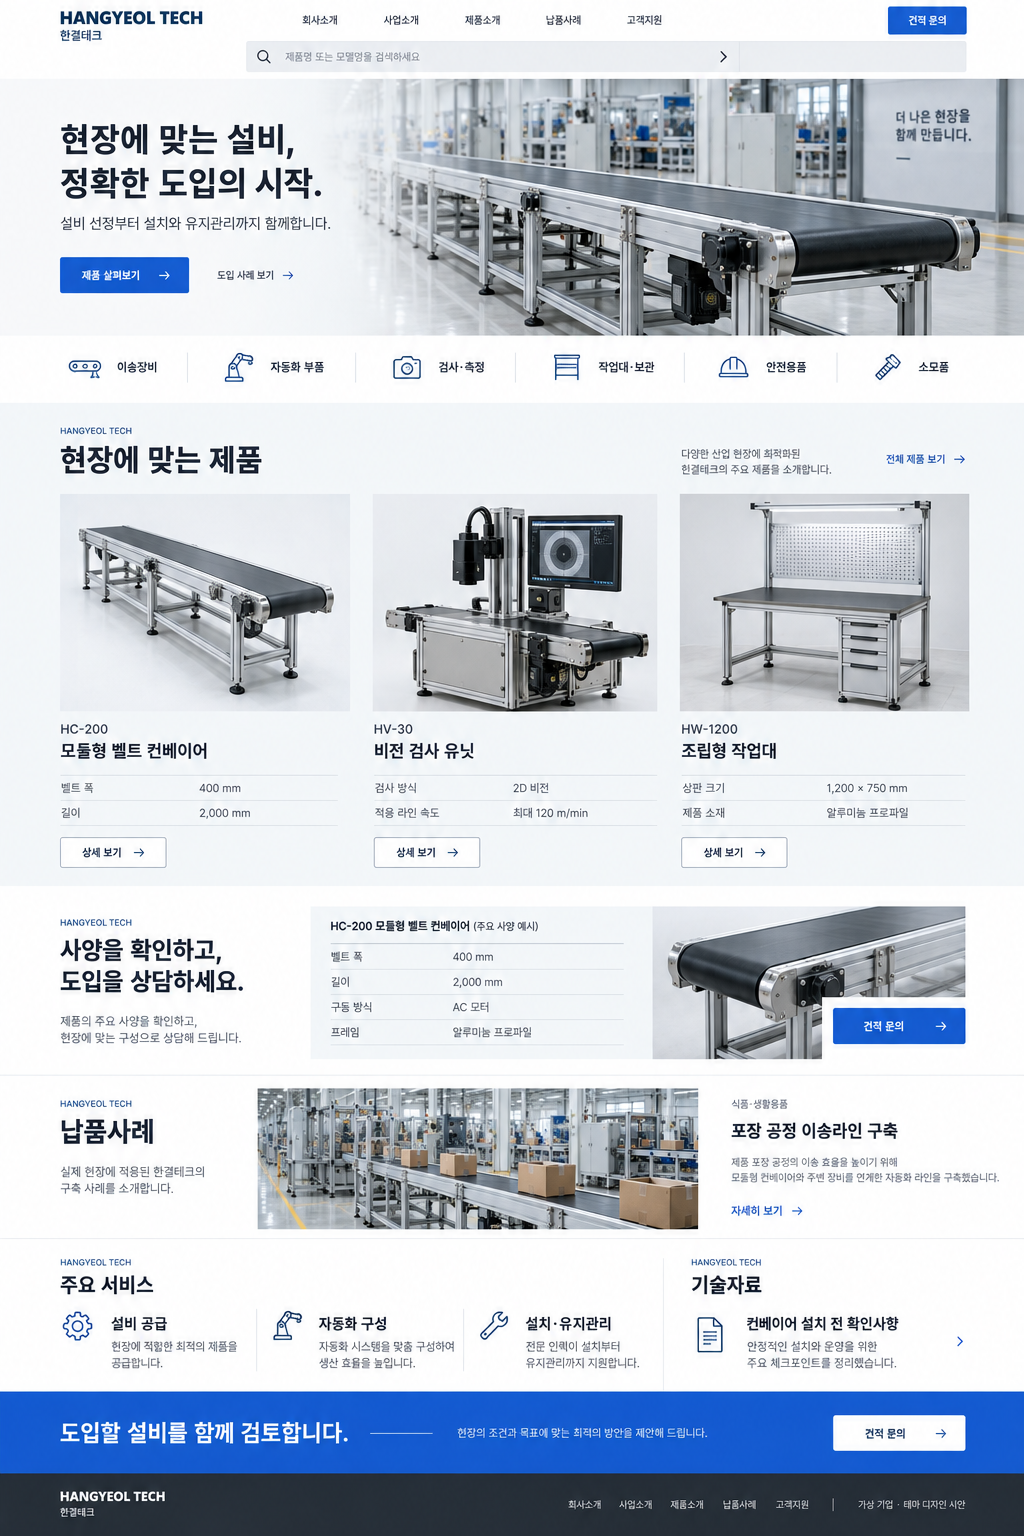 HANGYEOL TECH
한결테크
회사소개
사업소개
제품소개
납품사례
고객지원
견적 문의
제품명 또는 모델명을 검색하세요
현장에 맞는 설비,
정확한 도입의 시작.
설비 선정부터 설치와 유지관리까지 함께합니다.
제품 살펴보기
도입 사례 보기
더 나은 현장을
함께 만듭니다.
이송장비
자동화 부품
검사·측정
작업대·보관
안전용품
소모품
HANGYEOL TECH
현장에 맞는 제품
다양한 산업 현장에 최적화된
한결테크의 주요 제품을 소개합니다.
전체 제품 보기
HC-200
모듈형 벨트 컨베이어
벨트 폭 400 mm
길이 2,000 mm
상세 보기
HV-30
비전 검사 유닛
검사 방식 2D 비전
적용 라인 속도 최대 120 m/min
상세 보기
HW-1200
조립형 작업대
상판 크기 1,200 × 750 mm
제품 소재 알루미늄 프로파일
상세 보기
HANGYEOL TECH
사양을 확인하고,
도입을 상담하세요.
제품의 주요 사양을 확인하고,
현장에 맞는 구성으로 상담해 드립니다.
HC-200 모듈형 벨트 컨베이어 (주요 사양 예시)
벨트 폭 400 mm
길이 2,000 mm
구동 방식 AC 모터
프레임 알루미늄 프로파일
견적 문의
HANGYEOL TECH
납품사례
실제 현장에 적용된 한결테크의
구축 사례를 소개합니다.
식품·생활용품
포장 공정 이송라인 구축
제품 포장 공정의 이송 효율을 높이기 위해
모듈형 컨베이어와 주변 장비를 연계한 자동화 라인을 구축했습니다.
자세히 보기
HANGYEOL TECH
주요 서비스
설비 공급
현장에 적합한 최적의 제품을
공급합니다.
자동화 구성
자동화 시스템을 맞춤 구성하여
생산 효율을 높입니다.
설치·유지관리
전문 인력이 설치부터
유지관리까지 지원합니다.
HANGYEOL TECH
기술자료
컨베이어 설치 전 확인사항
안정적인 설치와 운영을 위한
주요 체크포인트를 정리했습니다.
도입할 설비를 함께 검토합니다.
현장의 조건과 목표에 맞는 최적의 방안을 제안해 드립니다.
견적 문의
HANGYEOL TECH
한결테크
회사소개
사업소개
제품소개
납품사례
고객지원
가상 기업 · 테마 디자인 시안